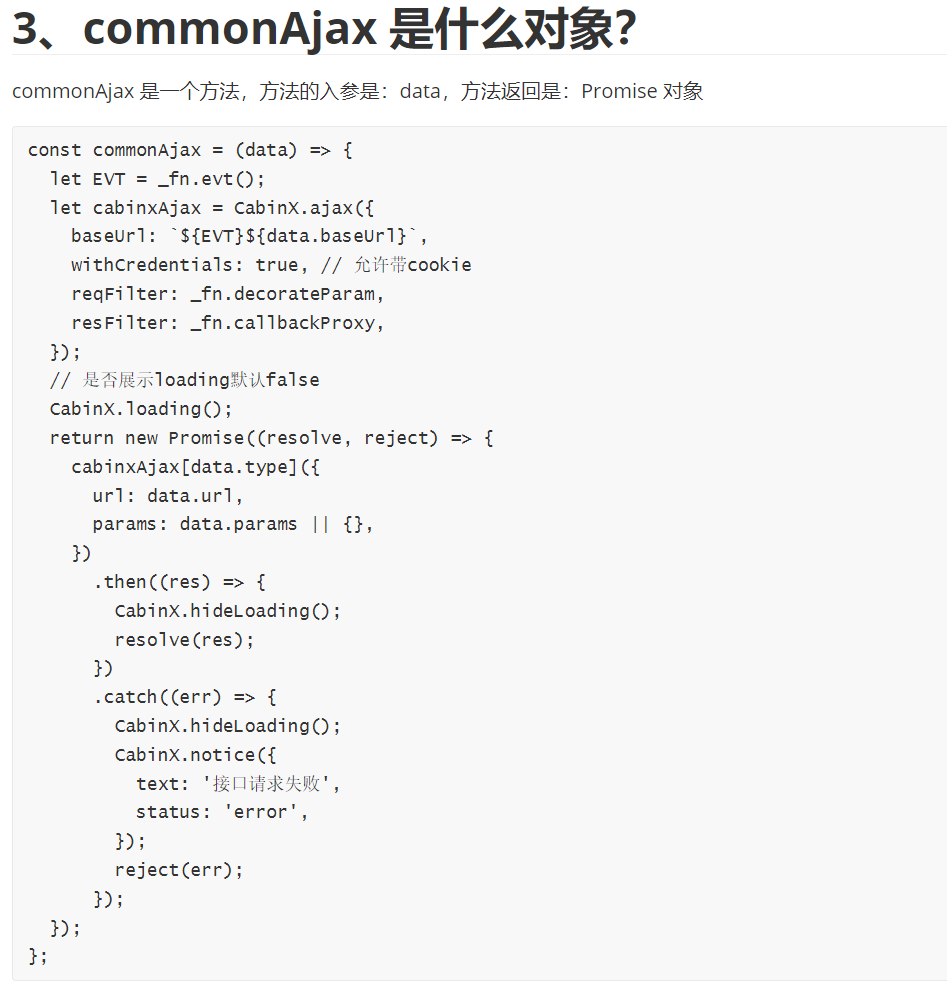 3、commonAjax 是什么对象？
commonAjax 是一个方法，方法的入参是：data，方法返回是：Promise 对象
const commonAjax = (data) => {
  let EVT = _fn.evt();
  let cabinxAjax = CabinX.ajax({
    baseUrl: `${EVT}${data.baseUrl}`,
    withCredentials: true, // 允许带cookie
    reqFilter: _fn.decorateParam,
    resFilter: _fn.callbackProxy,
  });
  // 是否展示loading默认false
  CabinX.loading();
  return new Promise((resolve, reject) => {
    cabinxAjax[data.type]({
      url: data.url,
      params: data.params || {},
    })
      .then((res) => {
        CabinX.hideLoading();
        resolve(res);
      })
      .catch((err) => {
        CabinX.hideLoading();
        CabinX.notice({
          text: '接口请求失败',
          status: 'error',
        });
        reject(err);
      });
  });
};